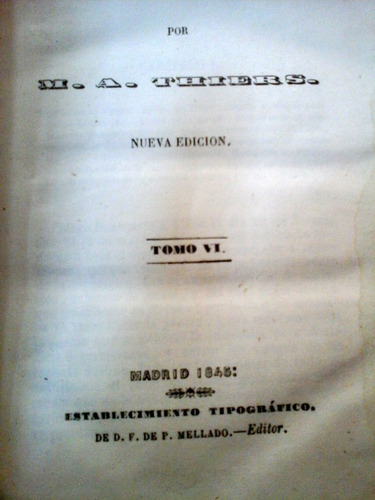 POR
M. A. THIERS.
NUEVA EDICION.
TOMO VI.
MADRID 1845:
ESTABLECIMIENTO TIPOGRÁFICO.
DE D. F. DE P. MELLADO.—Editor.